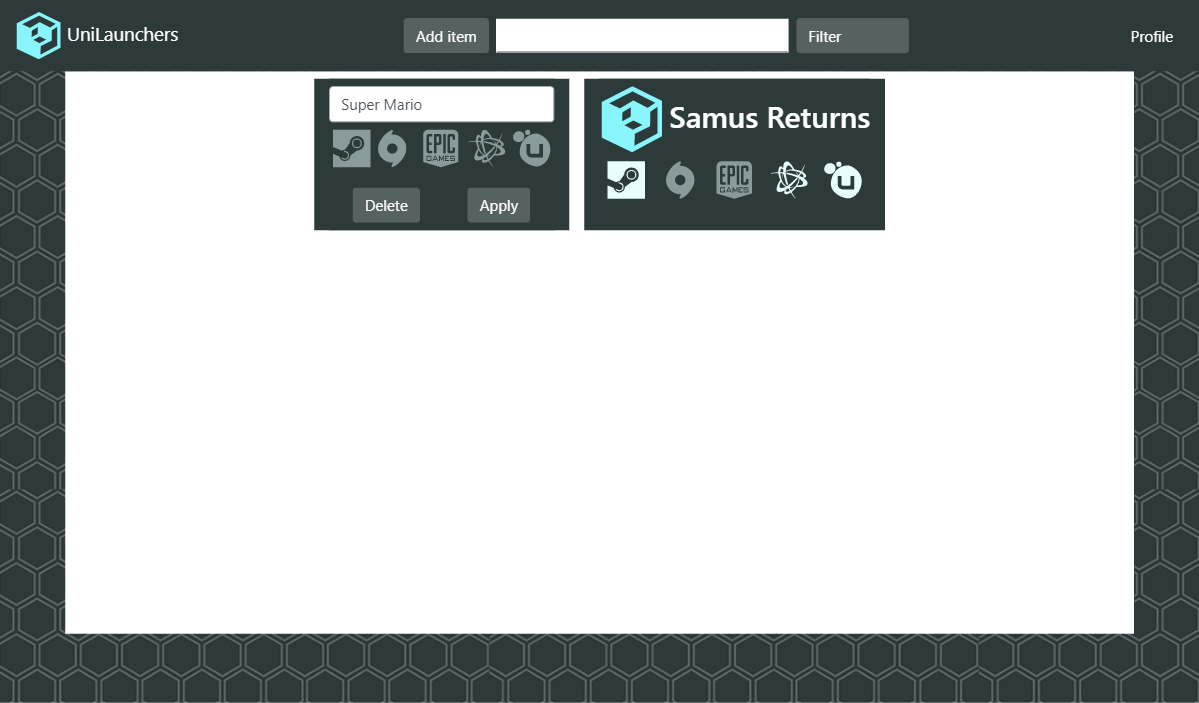 UniLaunchers
Add item
Filter
Profile
Super Mario
EPIC
GAMES
Delete
Apply
Samus Returns
EPIC
GAMES